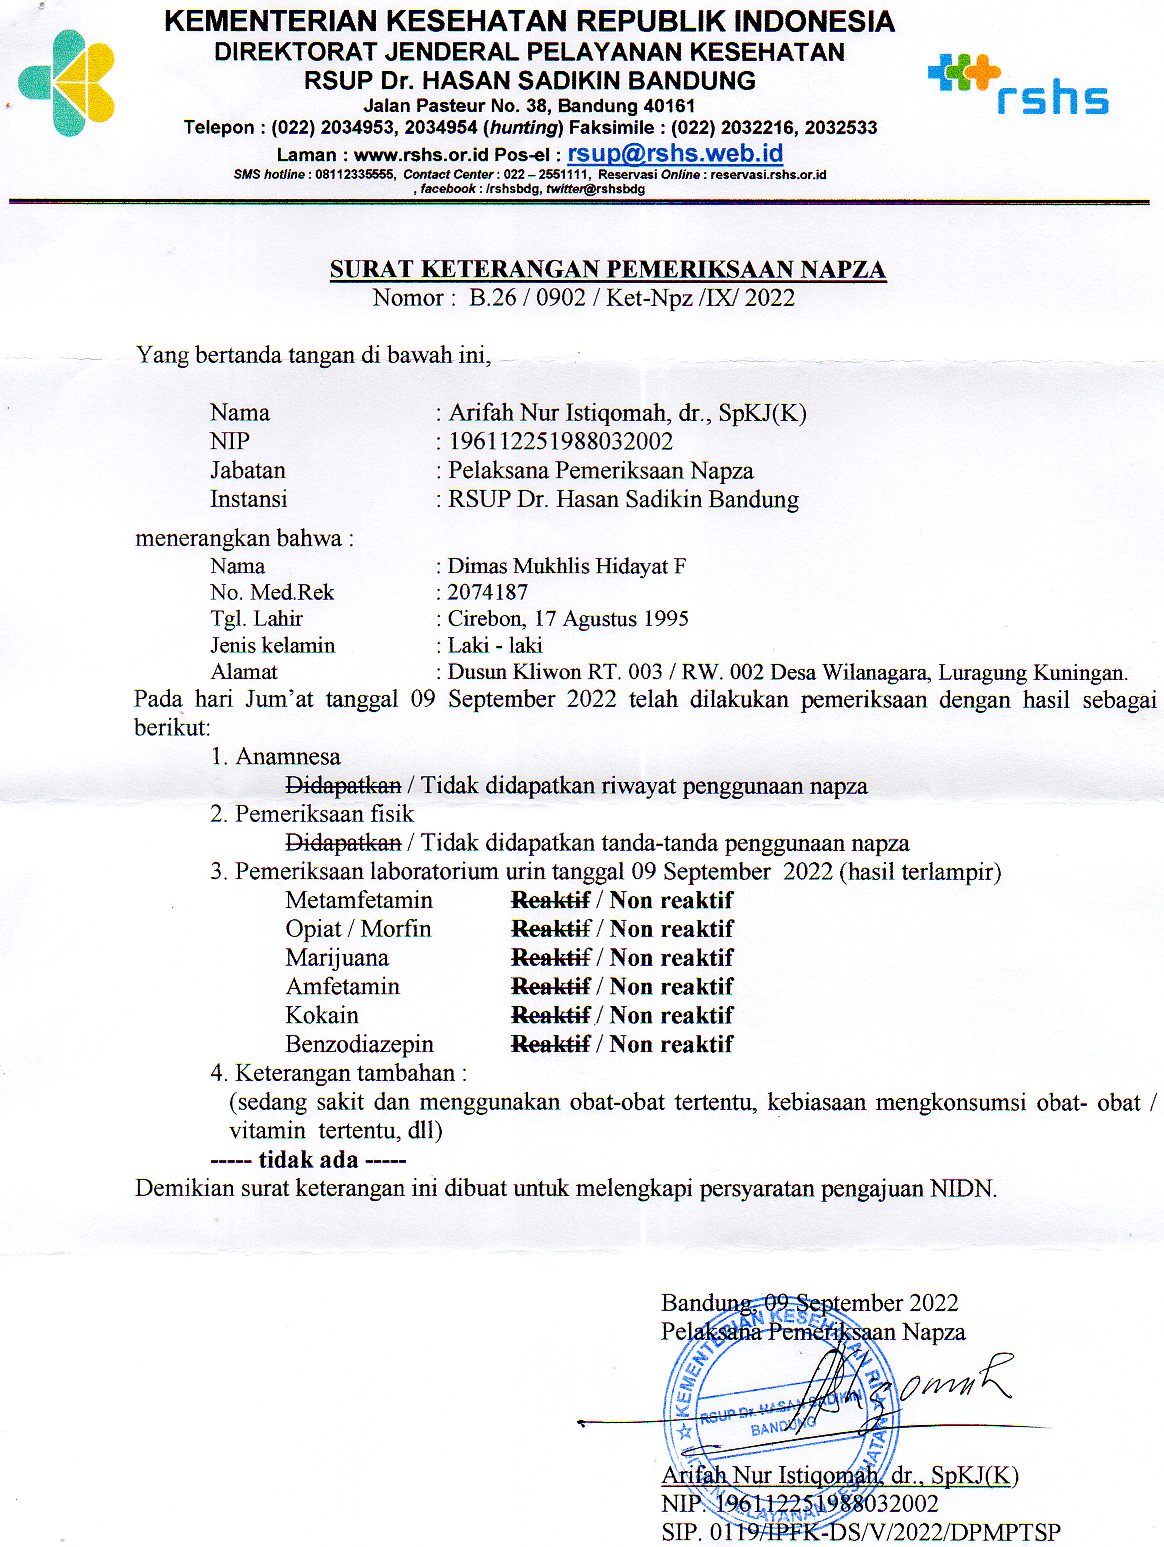 KEMENTERIAN KESEHATAN REPUBLIK INDONESIA
DIREKTORAT JENDERAL PELAYANAN KESEHATAN
RSUP Dr. HASAN SADIKIN BANDUNG
Jalan Pasteur No. 38, Bandung 40161
Telepon : (022) 2034953, 2034954 (hunting) Faksimile : (022) 2032216, 2032533
Laman : www.rshs.or.id Pos-el : rsup@rshs.web.id
SMS hotline : 08112335555, Contact Center : 022 – 2551111, Reservasi Online : reservasi.rshs.or.id
, facebook : /rshsbdg, twitter@rshsbdg
rshs
SURAT KETERANGAN PEMERIKSAAN NAPZA
Nomor : B.26 / 0902 / Ket-Npz /IX/ 2022
Yang bertanda tangan di bawah ini,
Nama : Arifah Nur Istiqomah, dr., SpKJ(K)
NIP : 196112251988032002
Jabatan : Pelaksana Pemeriksaan Napza
Instansi : RSUP Dr. Hasan Sadikin Bandung
menerangkan bahwa :
Nama : Dimas Mukhlis Hidayat F
No. Med.Rek : 2074187
Tgl. Lahir : Cirebon, 17 Agustus 1995
Jenis kelamin : Laki - laki
Alamat : Dusun Kliwon RT. 003 / RW. 002 Desa Wilanagara, Luragung Kuningan.
Pada hari Jum’at tanggal 09 September 2022 telah dilakukan pemeriksaan dengan hasil sebagai
berikut:
1. Anamnesa
Didapatkan / Tidak didapatkan riwayat penggunaan napza
2. Pemeriksaan fisik
Didapatkan / Tidak didapatkan tanda-tanda penggunaan napza
3. Pemeriksaan laboratorium urin tanggal 09 September 2022 (hasil terlampir)
Metamfetamin Reaktif / Non reaktif
Opiat / Morfin Reaktif / Non reaktif
Marijuana Reaktif / Non reaktif
Amfetamin Reaktif / Non reaktif
Kokain Reaktif / Non reaktif
Benzodiazepin Reaktif / Non reaktif
4. Keterangan tambahan :
(sedang sakit dan menggunakan obat-obat tertentu, kebiasaan mengkonsumsi obat- obat /
vitamin tertentu, dll)
----- tidak ada -----
Demikian surat keterangan ini dibuat untuk melengkapi persyaratan pengajuan NIDN.
Bandung, 09 September 2022
Pelaksana Pemeriksaan Napza
KEMENTERIAN KESEHATAN RI
RSUP Dr. HASAN SADIKIN
BANDUNG
PELAYANAN KESEHATAN
Arifah Nur Istiqomah, dr., SpKJ(K)
NIP. 196112251988032002
SIP. 0119/IPFK-DS/V/2022/DPMPTSP